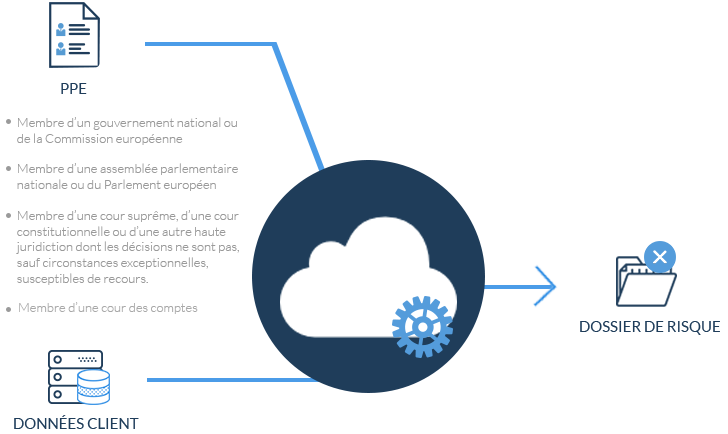 PPE
Membre d'un gouvernement national ou
de la Commission européenne
Membre d'une assemblée parlementaire
nationale ou du Parlement européen
Membre d'une cour suprême, d'une cour
constitutionnelle ou d'une autre haute
juridiction dont les décisions ne sont pas,
sauf circonstances exceptionnelles,
susceptibles de recours.
Membre d'une cour des comptes
DONNÉES CLIENT
DOSSIER DE RISQUE